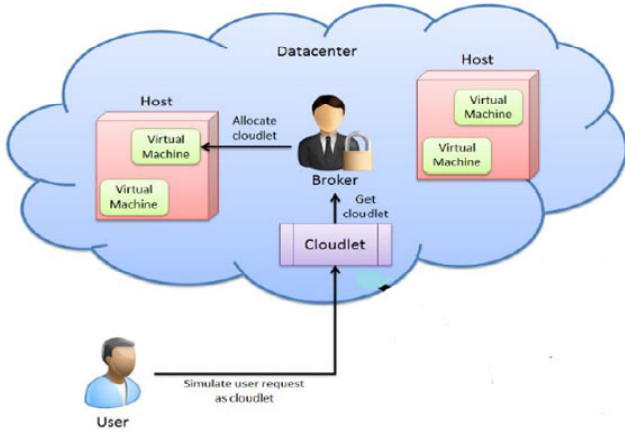 Datacenter
Host
Host
Allocate
cloudlet
Virtual
Machine
Virtual
Machine
Virtual
Machine
Virtual
Machine
Broker
Get
cloudlet
Cloudlet
Simulate user request
as cloudlet
User